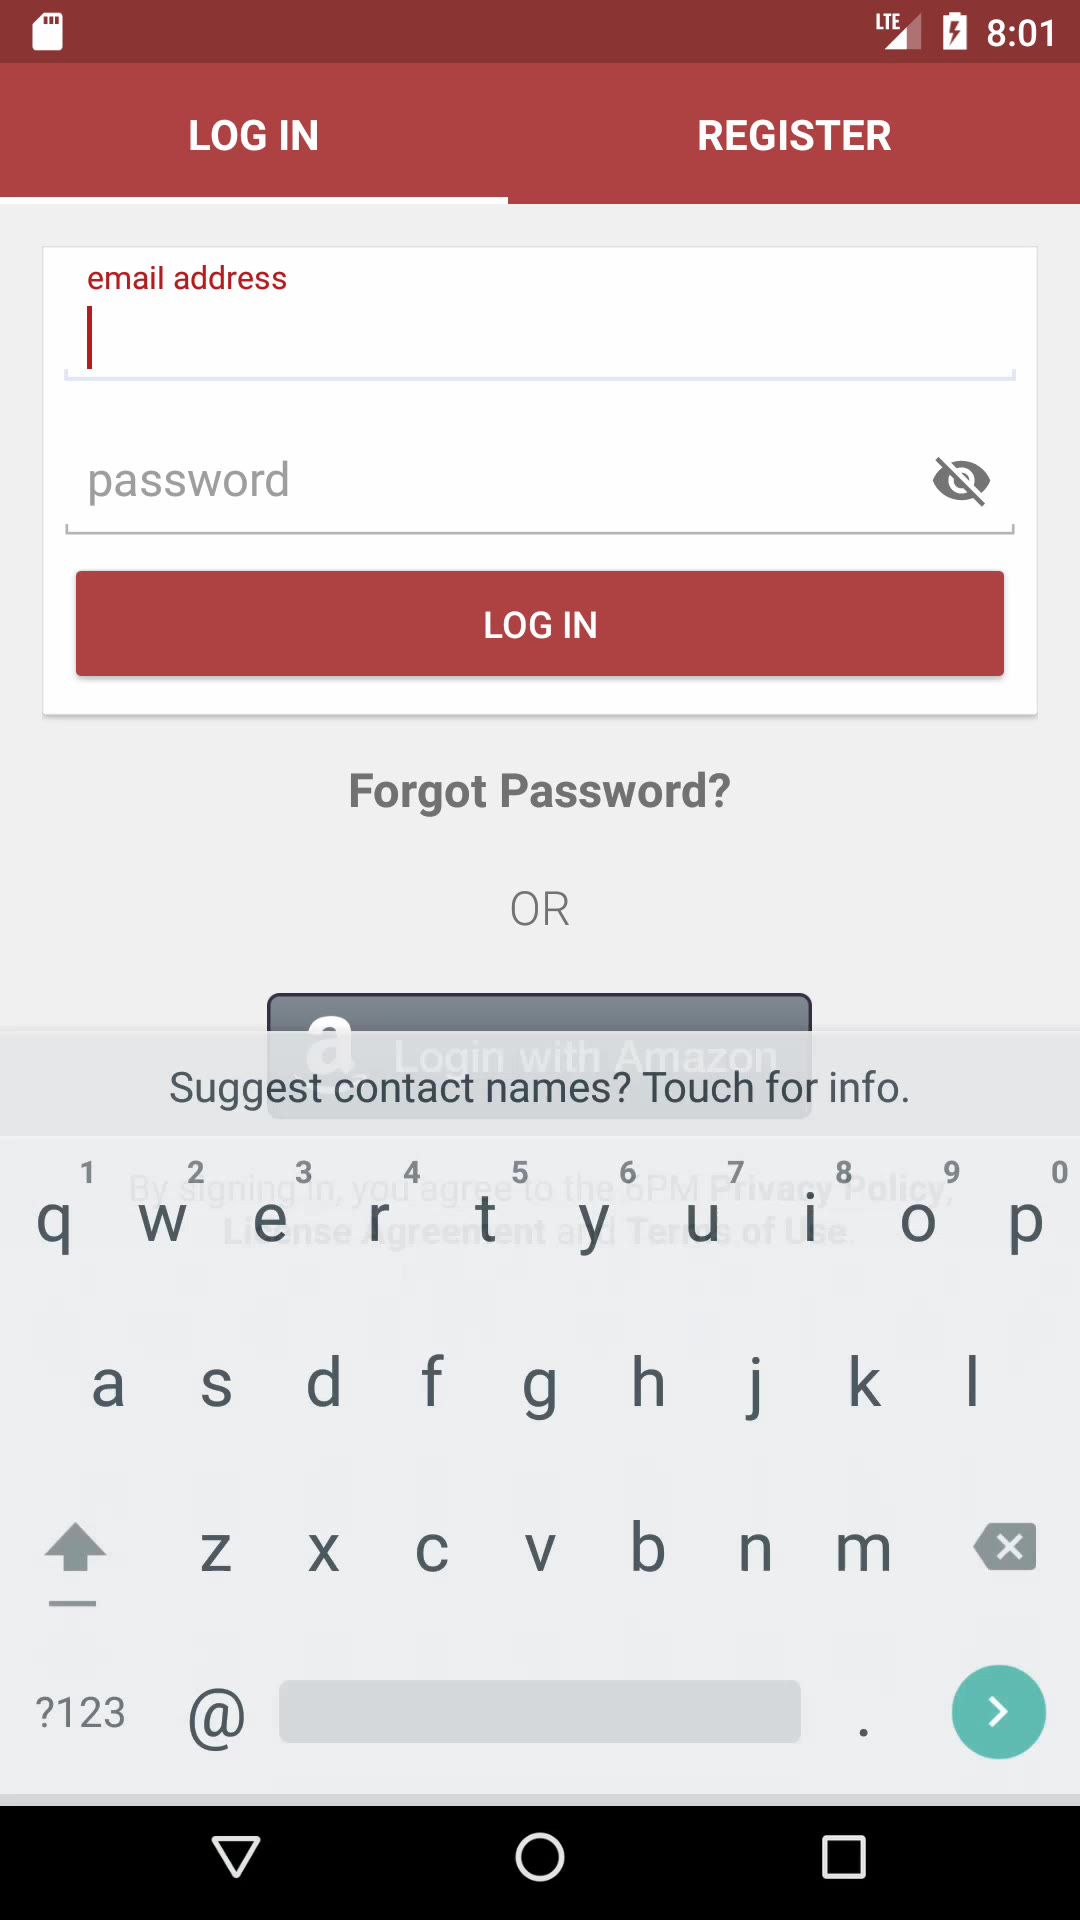 LTE 8:01
LOG IN REGISTER
email address
password
LOG IN
Forgot Password?
OR
a Login with Amazon
Suggest contact names? Touch for info.
By signing in, you agree to the 6PM Privacy Policy,
License Agreement and Terms of Use.
1 2 3 4 5 6 7 8 9 0
q w e r t y u i o p
a s d f g h j k l
z x c v b n m
?123 @ .